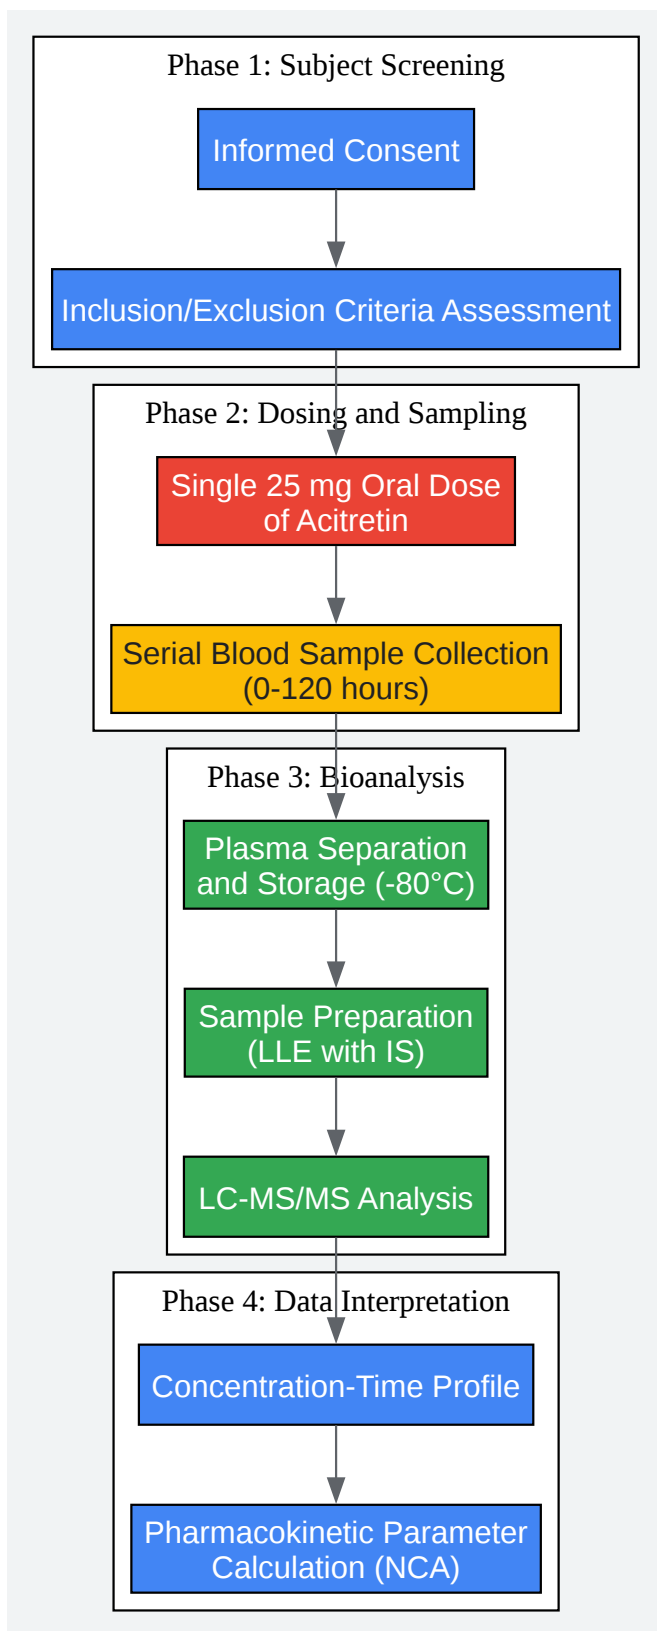 Phase 1: Subject Screening
Informed Consent
Inclusion/Exclusion Criteria Assessment
Phase 2: Dosing and Sampling
Single 25 mg Oral Dose
of Acitretin
Serial Blood Sample Collection
(0-120 hours)
Phase 3: Bioanalysis
Plasma Separation
and Storage (-80°C)
Sample Preparation
(LLE with IS)
LC-MS/MS Analysis
Phase 4: Data Interpretation
Concentration-Time Profile
Pharmacokinetic Parameter
Calculation (NCA)